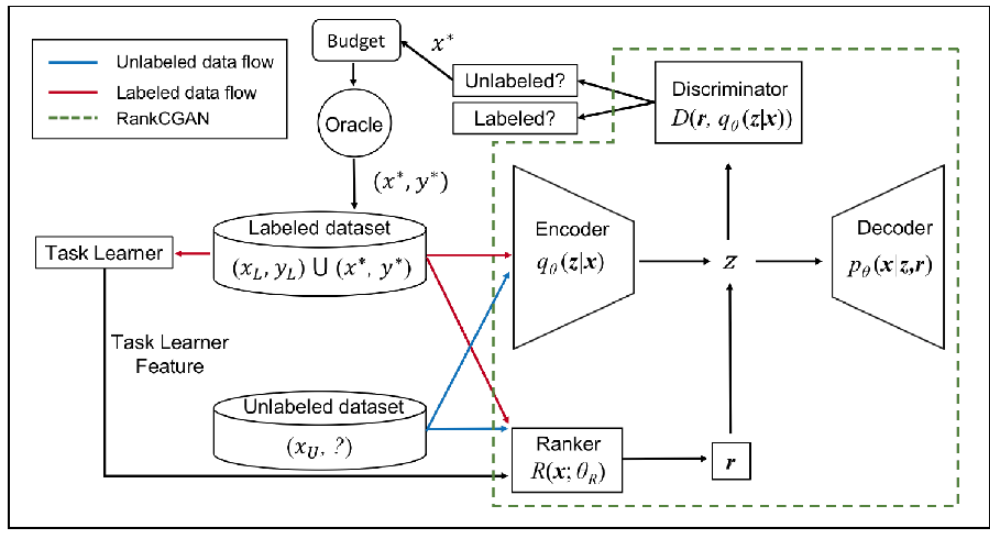 Budget
x*
Unlabeled data flow
Labeled data flow
RankCGAN
Unlabeled?
Labeled?
Discriminator
D(r, qθ(z|x))
Oracle
(x*, y*)
Labeled dataset
(xL, yL) ∪ (x*, y*)
Task Learner
Encoder
qθ(z|x)
z
Decoder
pθ(x|z,r)
Task Learner
Feature
Unlabeled dataset
(xU, ?)
Ranker
R(x; θR)
r